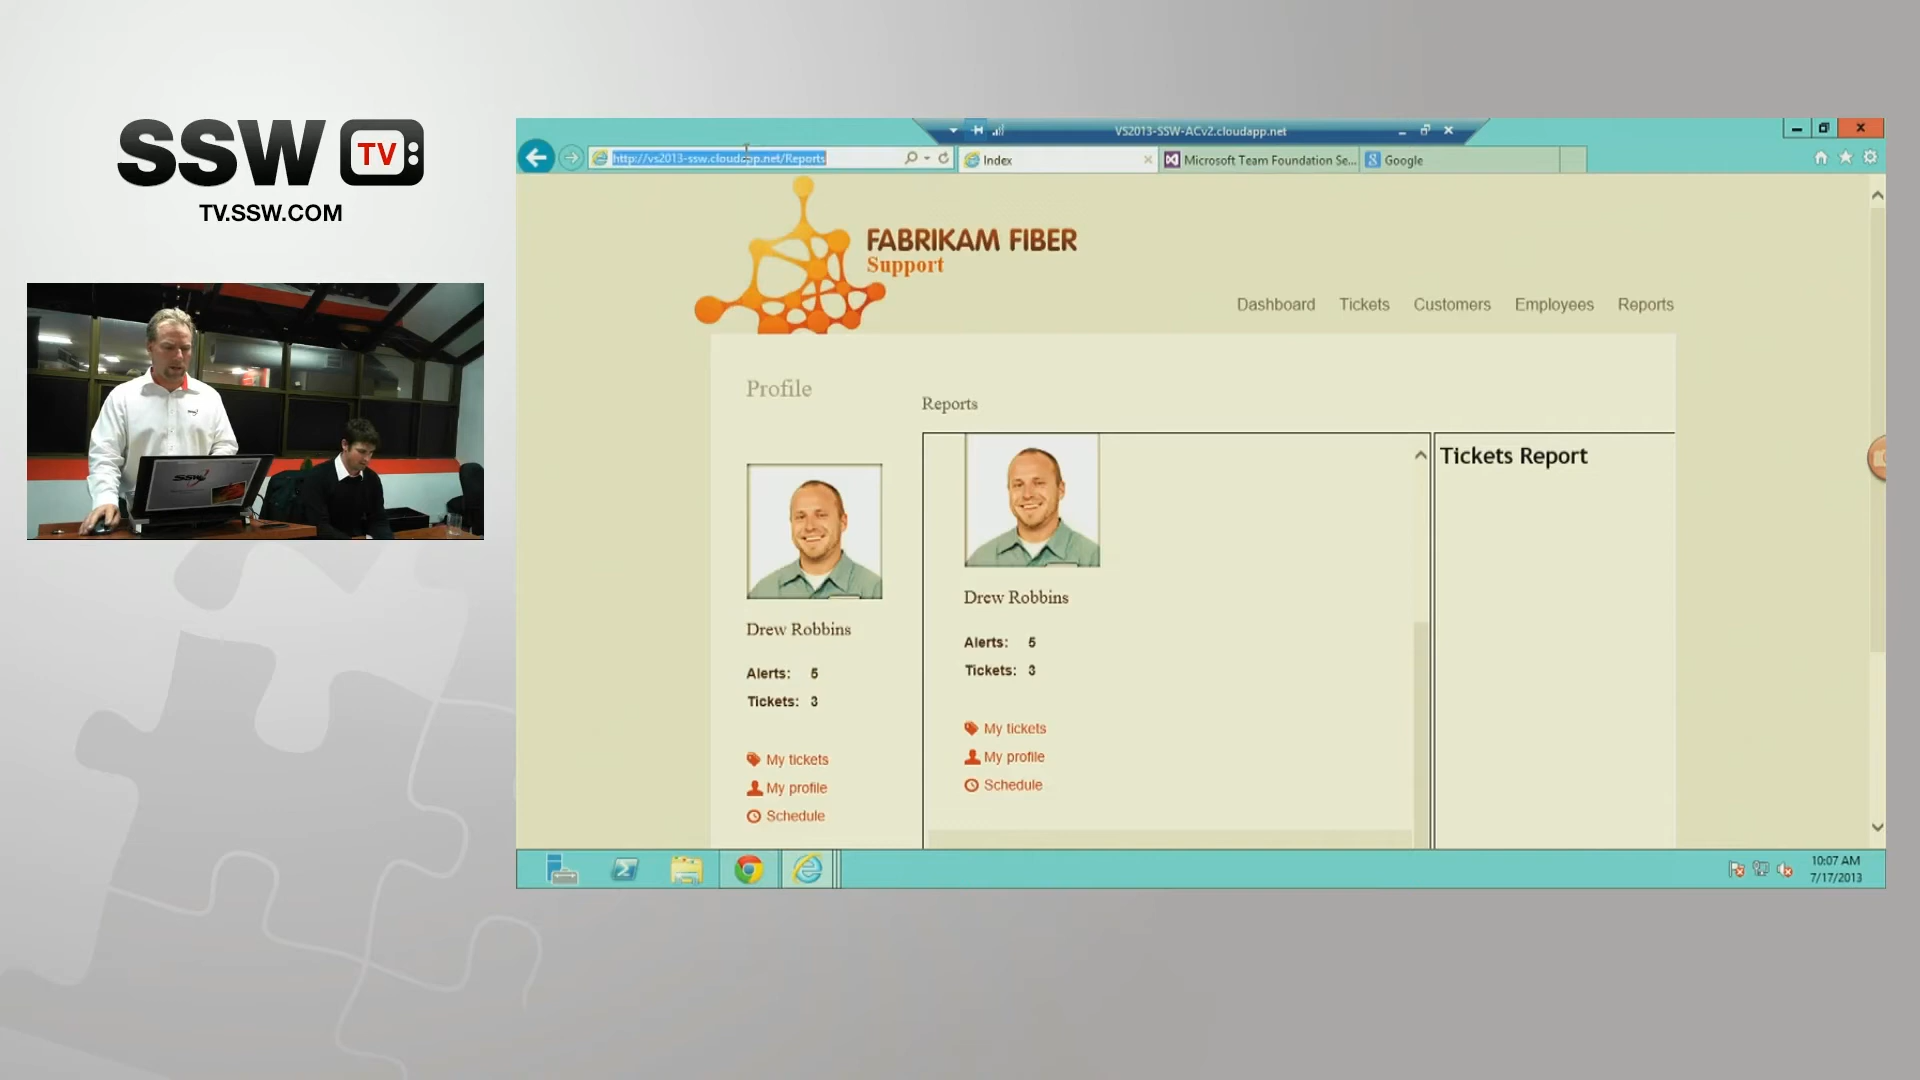 SSW TV:
TV.SSW.COM
SSW
VS2013-SSW-ACv2.cloudapp.net
http://vs2013-ssw.cloudapp.net/Reports
Index
Microsoft Team Foundation Se...
Google
FABRIKAM FIBER
Support
Dashboard Tickets Customers Employees Reports
Profile
Reports
Tickets Report
Drew Robbins
Alerts: 5
Tickets: 3
My tickets
My profile
Schedule
Drew Robbins
Alerts: 5
Tickets: 3
My tickets
My profile
Schedule
10:07 AM
7/17/2013